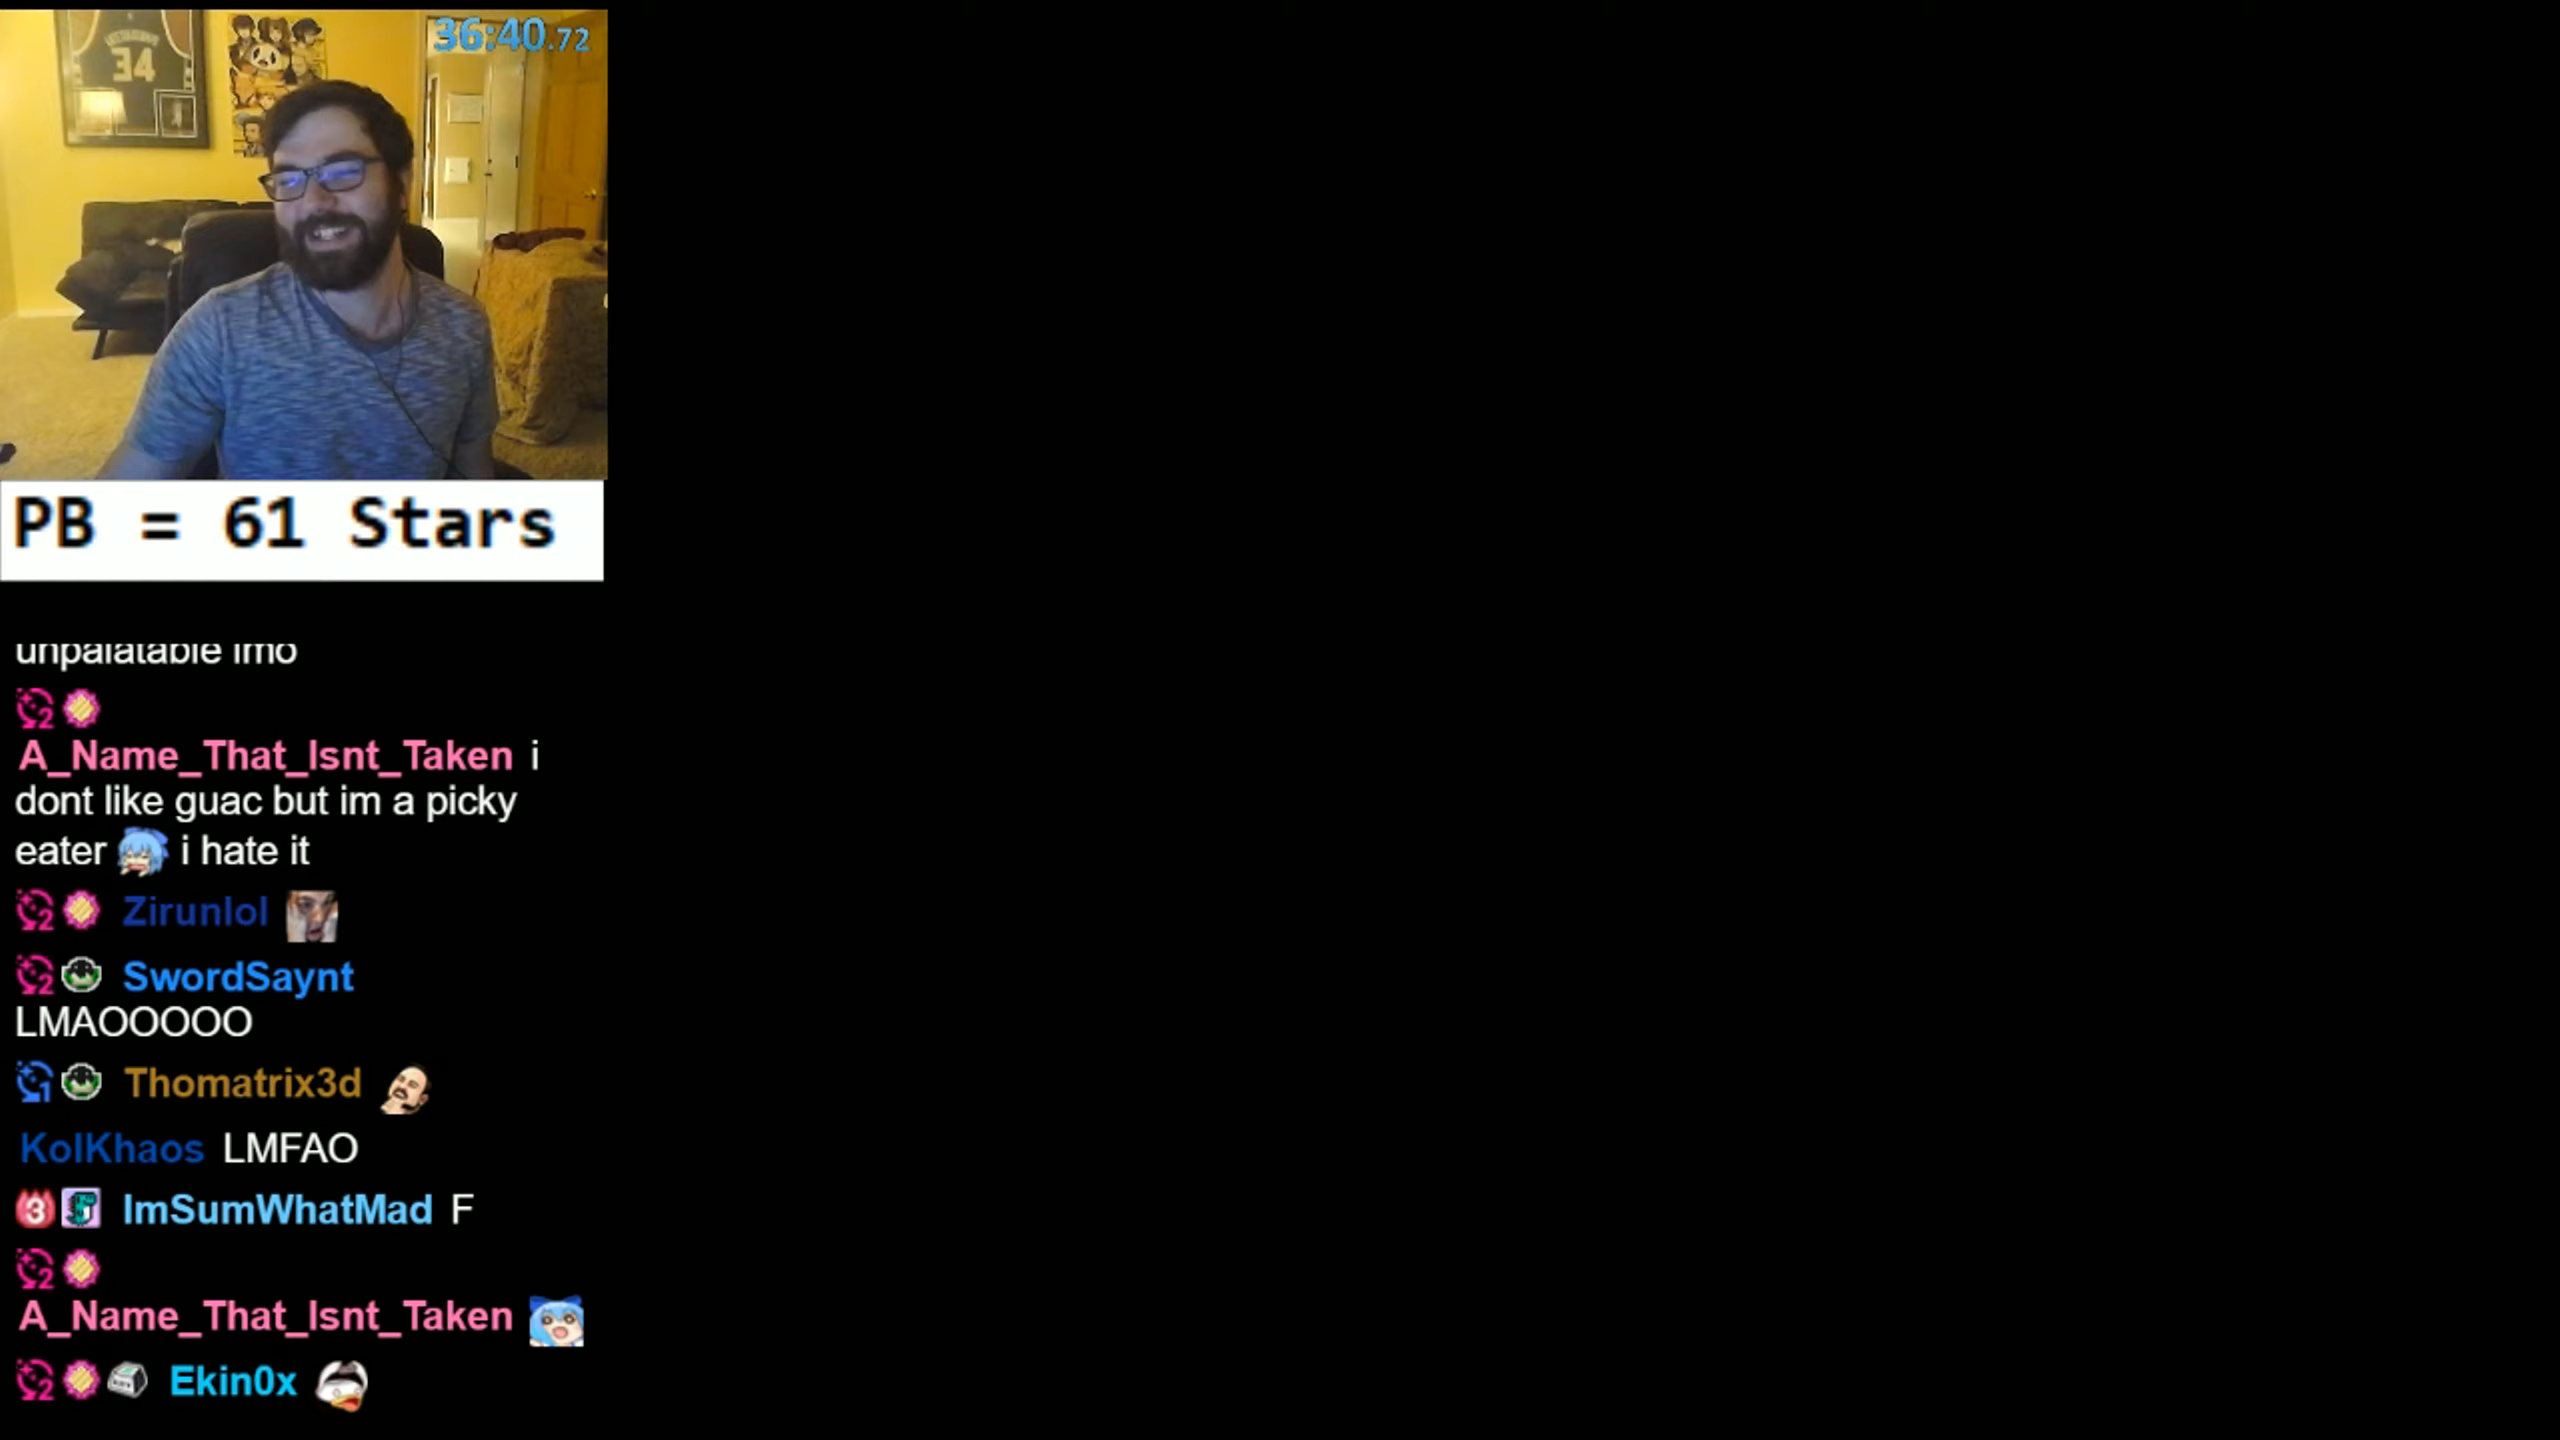 34
36:40.72
PB = 61 Stars
unpalatable imo
A_Name_That_Isnt_Taken i
dont like guac but im a picky
eater i hate it
Zirunlol
SwordSaynt
LMAOOOOO
Thomatrix3d
KolKhaos LMFAO
3 ImSumWhatMad F
A_Name_That_Isnt_Taken
Ekin0x